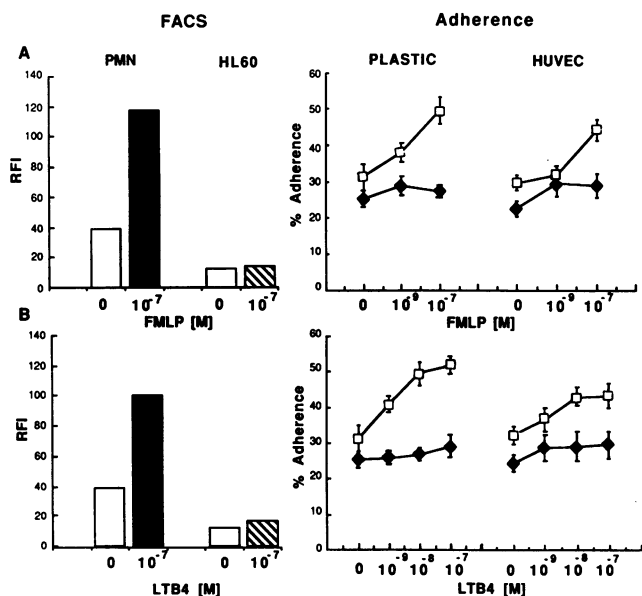 FACS
Adherence
A
PMN
HL60
PLASTIC
HUVEC
140
120
100
80
60
40
20
0
RFI
0 10-7 0 10-7
FMLP [M]
60
50
40
30
20
10
0
% Adherence
0 10-9 10-7 0 10-9 10-7
FMLP [M]
B
140
120
100
80
60
40
20
0
RFI
0 10-7 0 10-7
LTB4 [M]
60
50
40
30
20
10
0
% Adherence
0 10-9 10-8 10-7 0 10-9 10-8 10-7
LTB4 [M]